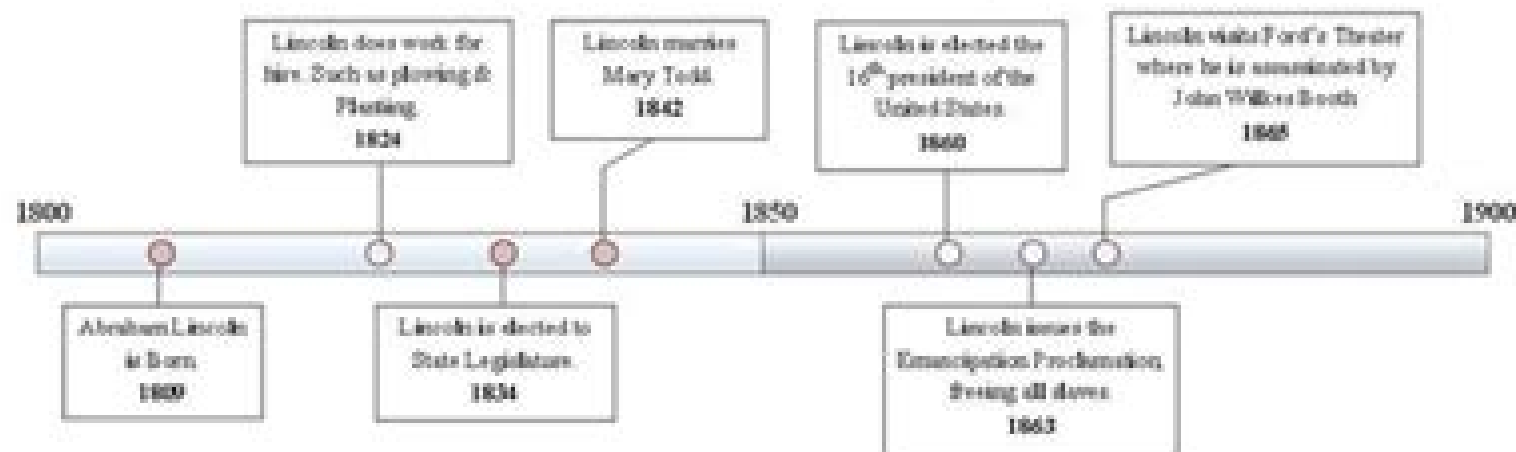 Lincoln does work for
hire. Such as plowing &
Planting.
1824
Lincoln marries
Mary Todd.
1842
Lincoln is elected the
16th president of the
United States
1860
Lincoln visits Ford's Theater
where he is assassinated by
John Wilkes Booth
1865
1800
1850
1900
Abraham Lincoln
is Born.
1809
Lincoln is elected to
State Legislature.
1834
Lincoln issues the
Emancipation Proclamation,
freeing all slaves
1863